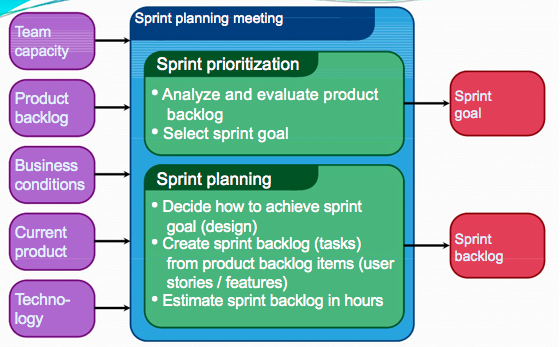 Team
capacity
Product
backlog
Business
conditions
Current
product
Techno-
logy
Sprint planning meeting
Sprint prioritization
• Analyze and evaluate product
backlog
• Select sprint goal
Sprint planning
• Decide how to achieve sprint
goal (design)
• Create sprint backlog (tasks)
from product backlog items (user
stories / features)
• Estimate sprint backlog in hours
Sprint
goal
Sprint
backlog